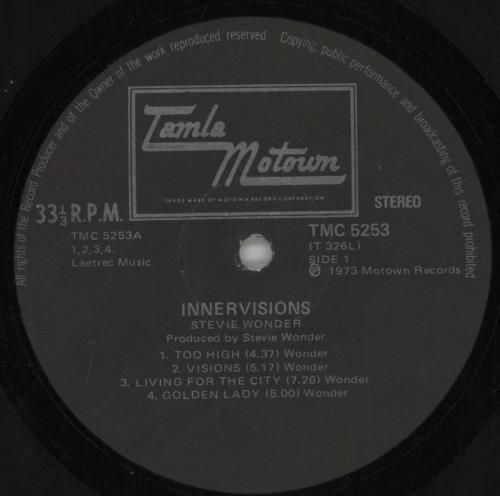 All rights of the Record Producer and of the Owner of the work reproduced reserved Copying, public performance and broadcasting of this record prohibited
Tamla
Motown
TRADE MARK OF MOTOWN RECORD CORPORATION
33⅓ R.P.M.
STEREO
TMC 5253A
1,2,3,4:
Laetrec Music
TMC 5253
(T 326L)
SIDE 1
℗ 1973 Motown Records
INNERVISIONS
STEVIE WONDER
Produced by Stevie Wonder
1. TOO HIGH (4.37) Wonder
2. VISIONS (5.17) Wonder
3. LIVING FOR THE CITY (7.26) Wonder
4. GOLDEN LADY (5.00) Wonder